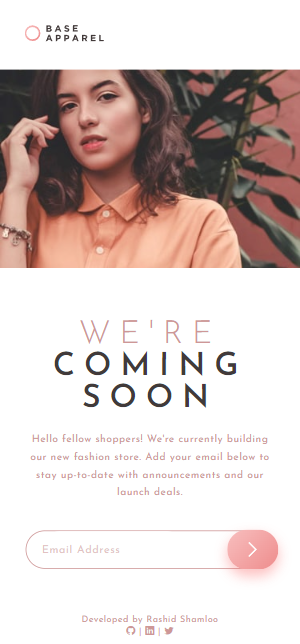 BASE
APPAREL
WE'RE
COMING
SOON
Hello fellow shoppers! We're currently building
our new fashion store. Add your email below to
stay up-to-date with announcements and our
launch deals.
Email Address
Developed by Rashid Shamloo
| |